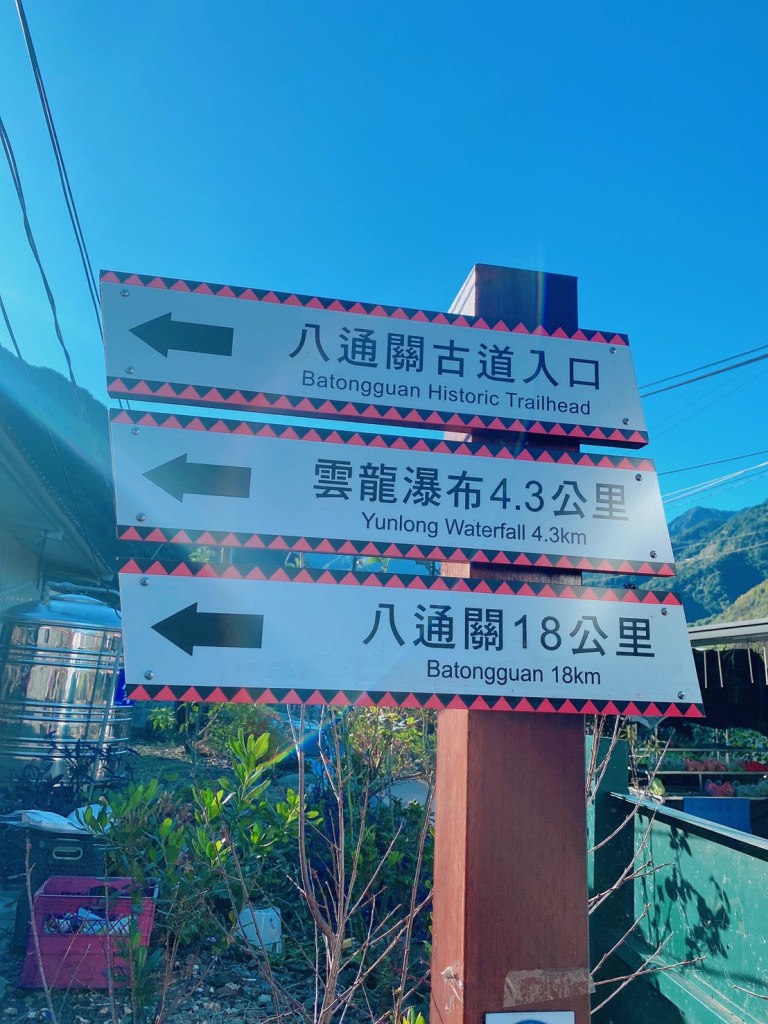 八通關古道入口
Batongguan Historic Trailhead
雲龍瀑布4.3公里
Yunlong Waterfall 4.3km
八通關18公里
Batongguan 18km